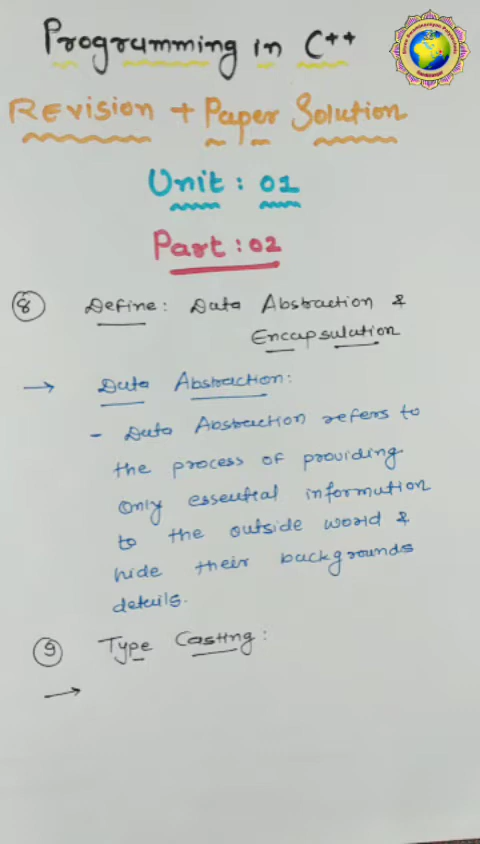 Programming in C++
REvision + Paper Solution
Unit : 01
Part : 02
8 Define: Data Abstraction &
Encapsulation
→ Data Abstraction:
- Data Abstraction refers to
the process of providing
only essential information
to the outside world &
hide their backgrounds
details.
9 Type Casting:
→